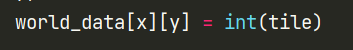 world_data[x][y] = int(tile)